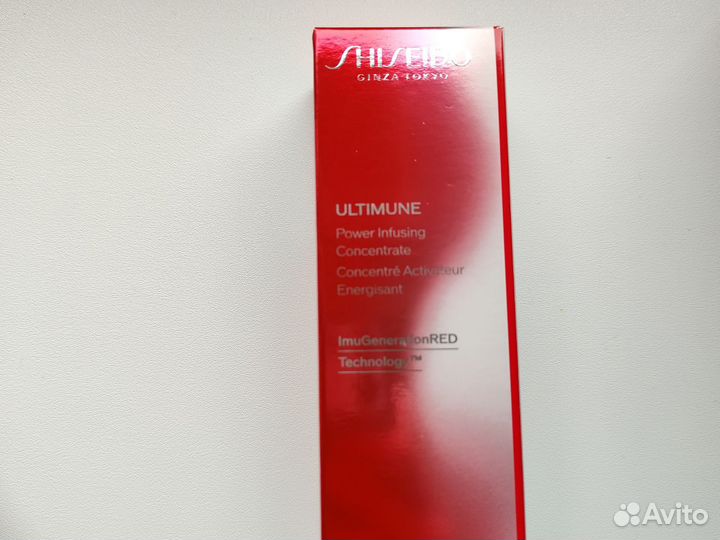 SHISEIDO
GINZA TOKYO
ULTIMUNE
Power Infusing
Concentrate
Concentré Activateur
Energisant
ImuGenerationRED
Technology™
Avito